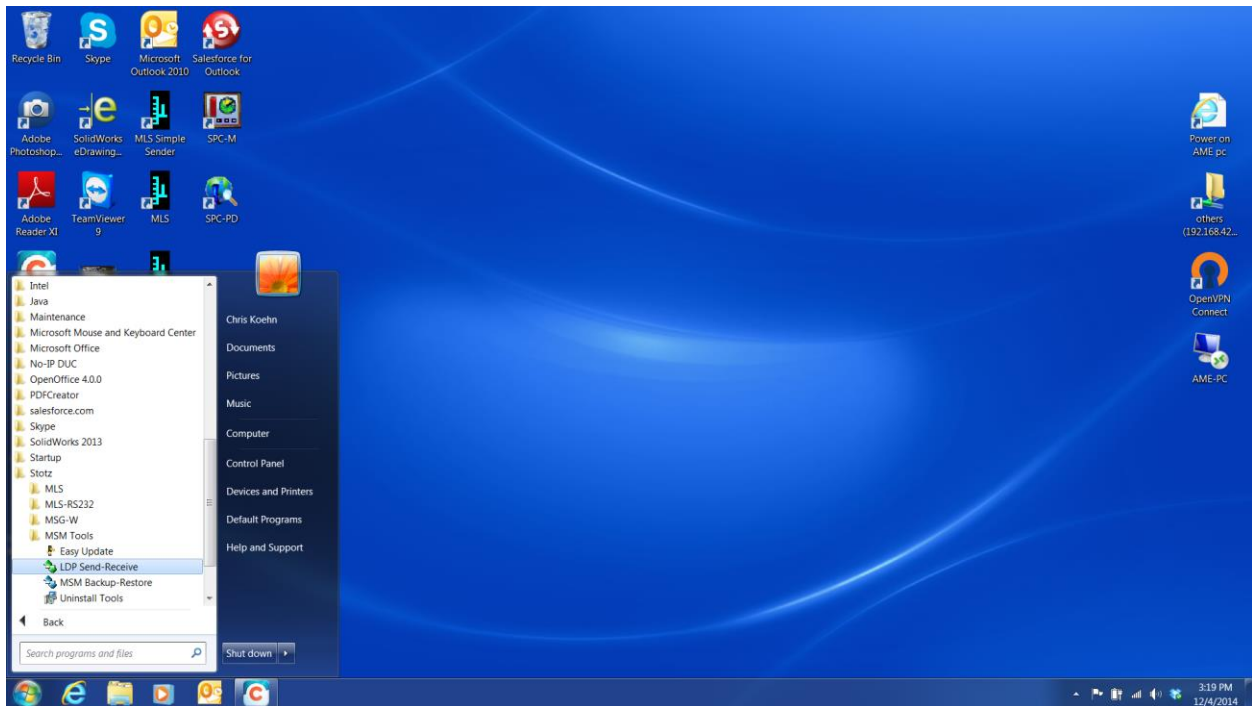 Recycle Bin
Skype
Microsoft
Outlook 2010
Salesforce for
Outlook
Adobe
Photoshop...
SolidWorks
eDrawing...
MLS Simple
Sender
SPC-M
Adobe
Reader XI
TeamViewer
9
MLS
SPC-PD
Power on
AME pc
others
(192.168.42...
OpenVPN
Connect
AME-PC
Intel
Java
Maintenance
Microsoft Mouse and Keyboard Center
Microsoft Office
No-IP DUC
OpenOffice 4.0.0
PDFCreator
salesforce.com
Skype
SolidWorks 2013
Startup
Stotz
MLS
MLS-RS232
MSG-W
MSM Tools
Easy Update
LDP Send-Receive
MSM Backup-Restore
Uninstall Tools
Back
Search programs and files
Chris Koehn
Documents
Pictures
Music
Computer
Control Panel
Devices and Printers
Default Programs
Help and Support
Shut down
3:19 PM
12/4/2014